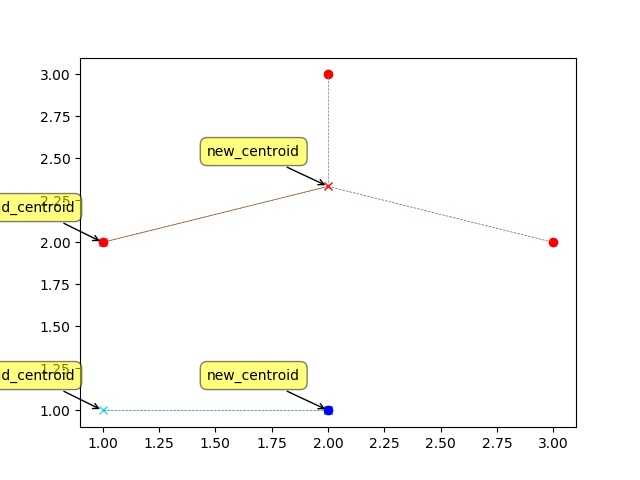 3.00
2.75
2.50
new_centroid
2.25
d_centroid
2.00
1.75
1.50
1.25
d_centroid
new_centroid
1.00
1.00 1.25 1.50 1.75 2.00 2.25 2.50 2.75 3.00